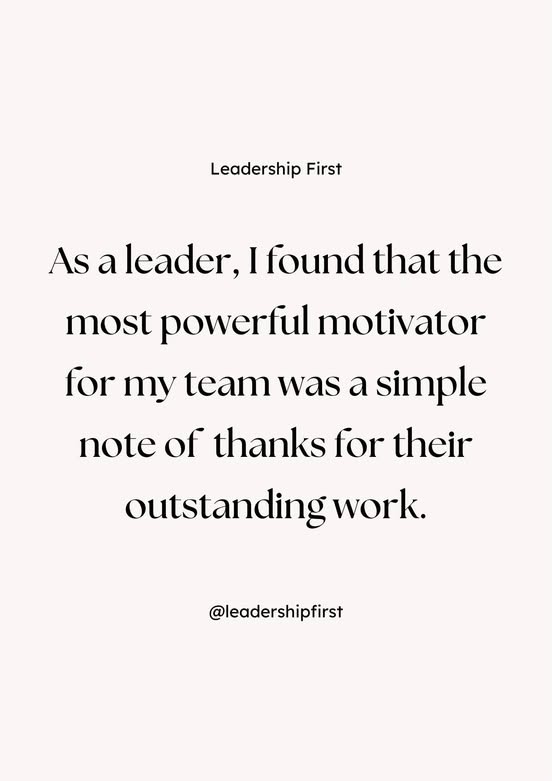 Leadership First
As a leader, I found that the
most powerful motivator
for my team was a simple
note of  thanks for their
outstanding work.
@leadershipfirst